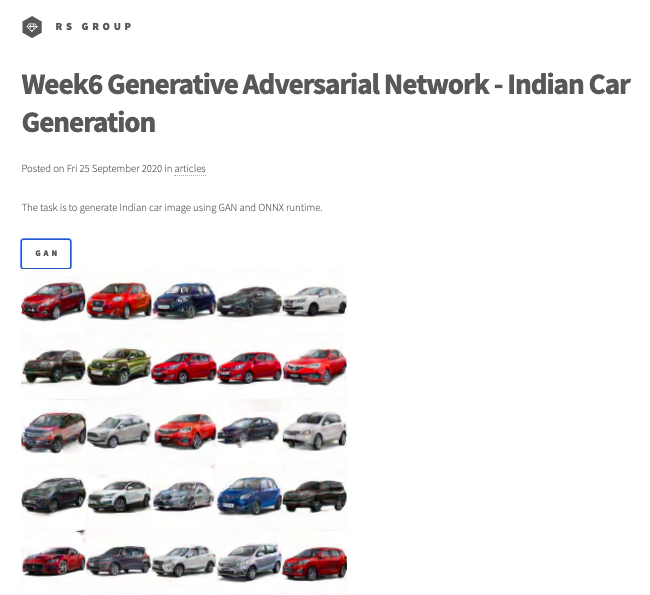 RS GROUP
Week6 Generative Adversarial Network - Indian Car
Generation
Posted on Fri 25 September 2020 in articles
The task is to generate Indian car image using GAN and ONNX runtime.
GAN